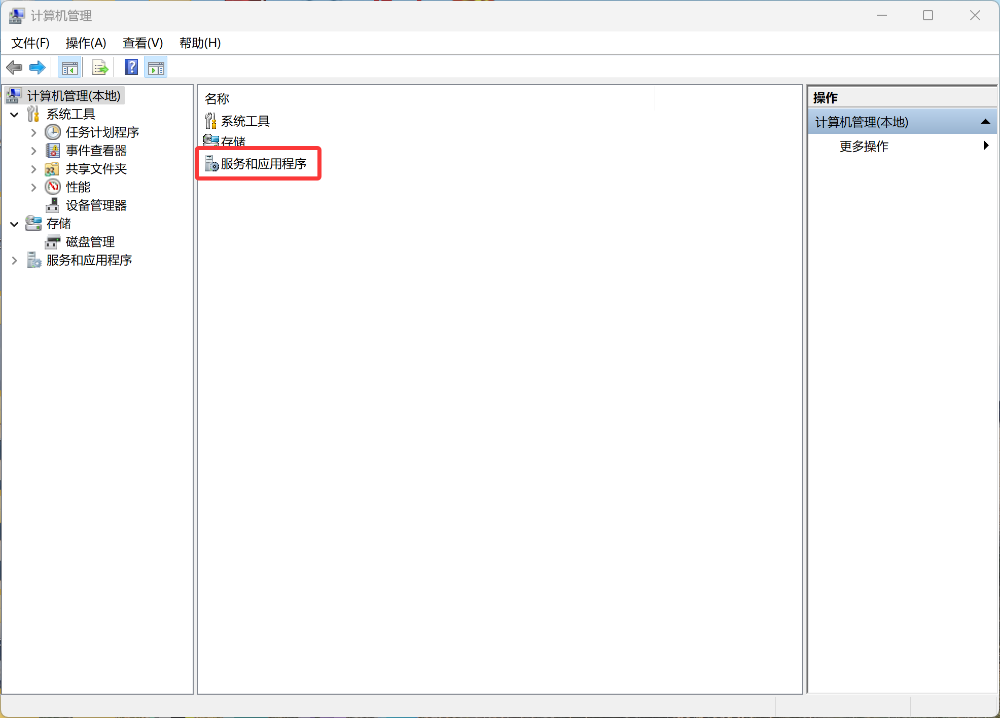 计算机管理
文件(F) 操作(A) 查看(V) 帮助(H)
计算机管理(本地)
系统工具
任务计划程序
事件查看器
共享文件夹
性能
设备管理器
存储
磁盘管理
服务和应用程序
名称
系统工具
存储
服务和应用程序
操作
计算机管理(本地)
更多操作